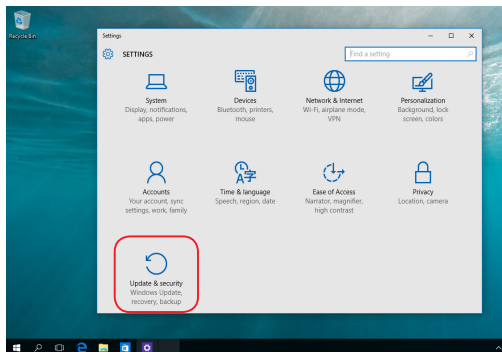 Recycle Bin
Settings
SETTINGS
Find a setting
System
Display, notifications,
apps, power
Devices
Bluetooth, printers,
mouse
Network & Internet
Wi-Fi, airplane mode,
VPN
Personalization
Background, lock
screen, colors
Accounts
Your account, sync
settings, work, family
Time & language
Speech, region, date
Ease of Access
Narrator, magnifier,
high contrast
Privacy
Location, camera
Update & security
Windows Update,
recovery, backup